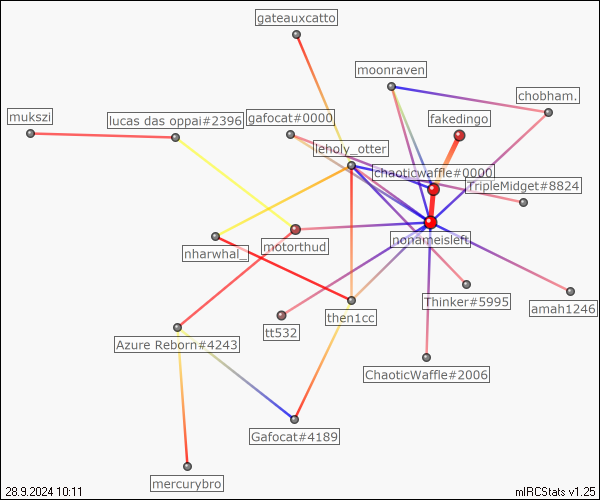 gateauxcatto
moonraven
chobham.
mukszi
lucas das oppai#2396
gafocat#0000
fakedingo
leholy_otter
chaoticwaffle#0000
TripleMidget#8824
nharwhal_
motorthud
nonameisleft
Azure Reborn#4243
tt532
then1cc
Thinker#5995
amah1246
ChaoticWaffle#2006
Gafocat#4189
mercurybro
28.9.2024 10:11
mIRCStats v1.25